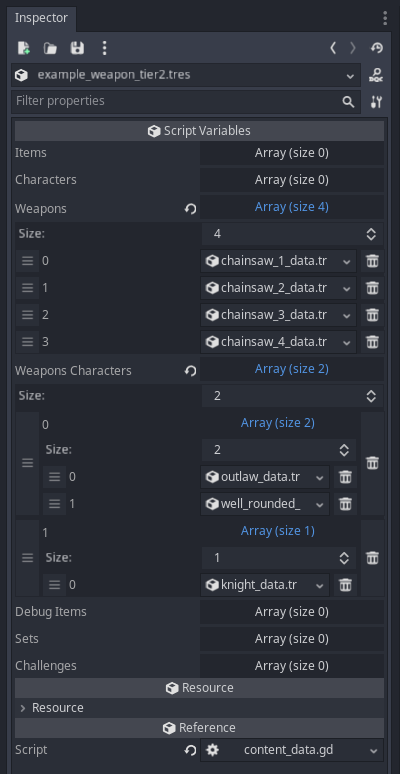 Inspector
example_weapon_tier2.tres
Filter properties
Script Variables
Items Array (size 0)
Characters Array (size 0)
Weapons Array (size 4)
Size: 4
0 chainsaw_1_data.tr
1 chainsaw_2_data.tr
2 chainsaw_3_data.tr
3 chainsaw_4_data.tr
Weapons Characters Array (size 2)
Size: 2
0 Array (size 2)
Size: 2
0 outlaw_data.tr
1 well_rounded_
1 Array (size 1)
Size: 1
0 knight_data.tr
Debug Items Array (size 0)
Sets Array (size 0)
Challenges Array (size 0)
Resource
Resource
Reference
Script content_data.gd